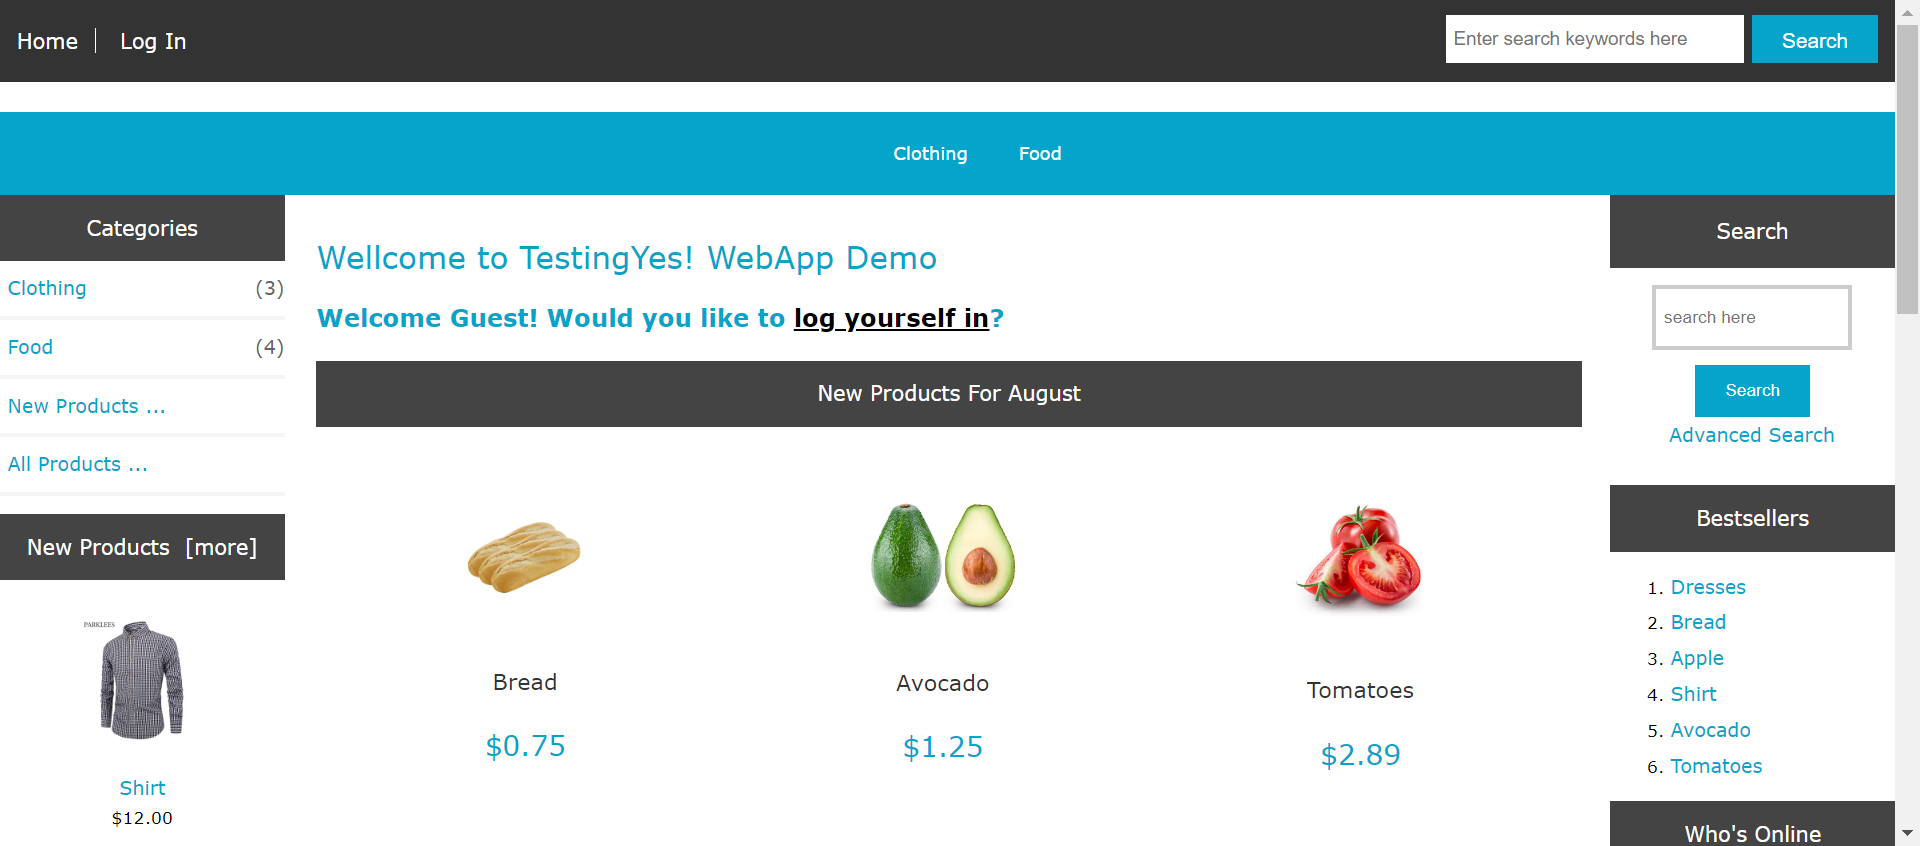 Home
Log In
Enter search keywords here
Search
Clothing
Food
Categories
Clothing (3)
Food (4)
New Products ...
All Products ...
New Products [more]
PARKLEES
Shirt
$12.00
Wellcome to TestingYes! WebApp Demo
Welcome Guest! Would you like to log yourself in?
New Products For August
Bread
$0.75
Avocado
$1.25
Tomatoes
$2.89
Search
search here
Search
Advanced Search
Bestsellers
1. Dresses
2. Bread
3. Apple
4. Shirt
5. Avocado
6. Tomatoes
Who's Online